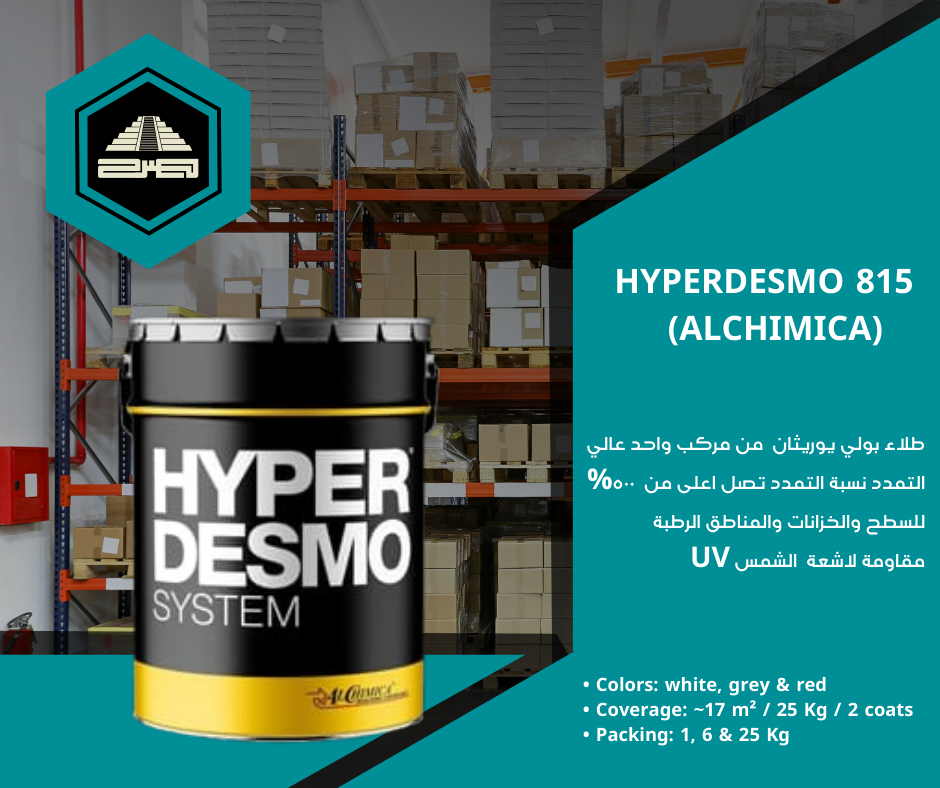 صرح
HYPERDESMO 815
(ALCHIMICA)
طلاء بولي يوريثان من مركب واحد عالي
التمدد نسبة التمدد تصل اعلى من ٥٠٠%
للسطح والخزانات والمناطق الرطبة
مقاومة لاشعة الشمس UV
HYPER
DESMO
SYSTEM
ALCHIMICA
• Colors: white, grey & red
• Coverage: ~17 m² / 25 Kg / 2 coats
• Packing: 1, 6 & 25 Kg